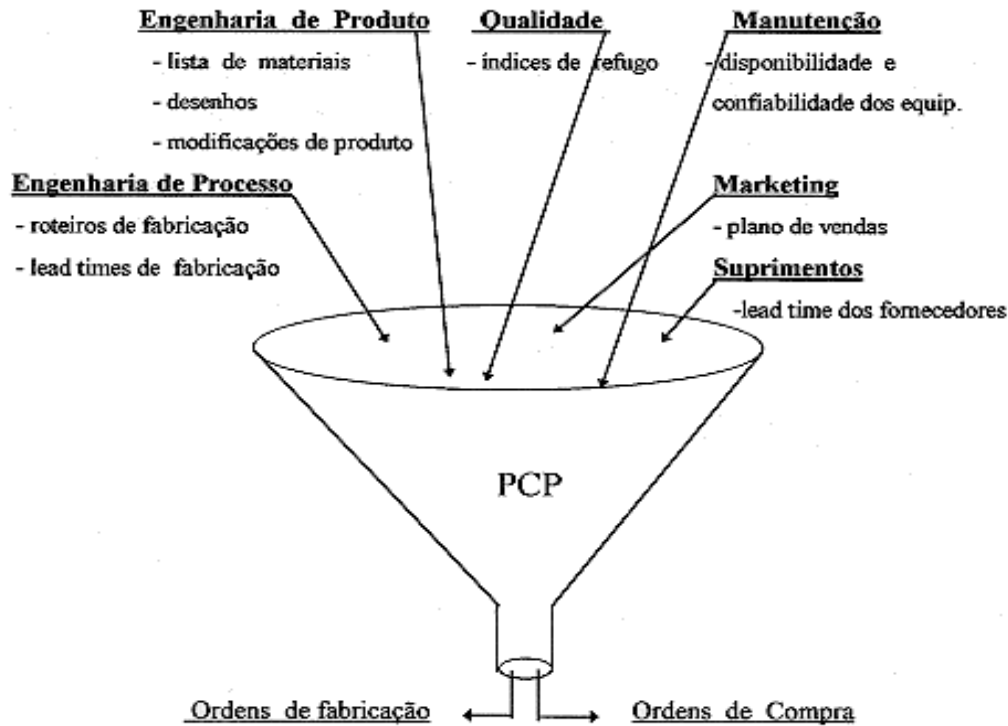 Engenharia de Produto
- lista de materiais
- desenhos
- modificações de produto
Qualidade
- índices de refugo
Manutenção
- disponibilidade e
confiabilidade dos equip.
Engenharia de Processo
- roteiros de fabricação
- lead times de fabricação
Marketing
- plano de vendas
Suprimentos
-lead time dos fornecedores
PCP
Ordens de fabricação
Ordens de Compra